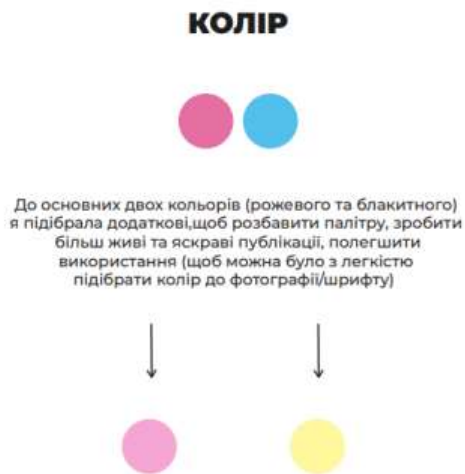 КОЛІР
До основних двох кольорів (рожевого та блакитного)
я підібрала додаткові,щоб розбавити палітру, зробити
більш живі та яскраві публікації, полегшити
використання (щоб можна було з легкістю
підібрати колір до фотографії/шрифту)